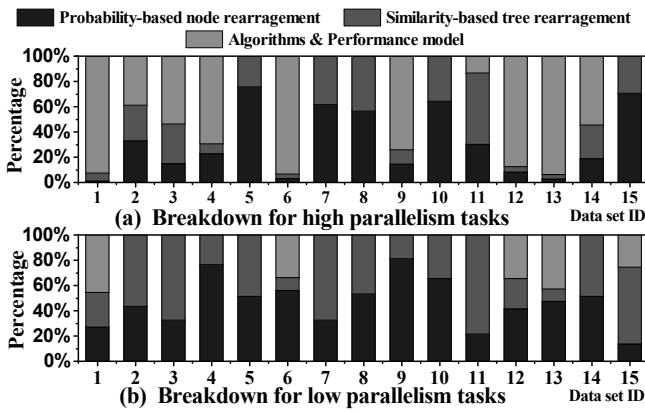 Probability-based node rearragement Similarity-based tree rearragement
Algorithms & Performance model
Percentage
100%
80%
60%
40%
20%
0%
1 2 3 4 5 6 7 8 9 10 11 12 13 14 15
(a) Breakdown for high parallelism tasks Data set ID
Percentage
100%
80%
60%
40%
20%
0%
1 2 3 4 5 6 7 8 9 10 11 12 13 14 15
(b) Breakdown for low parallelism tasks Data set ID